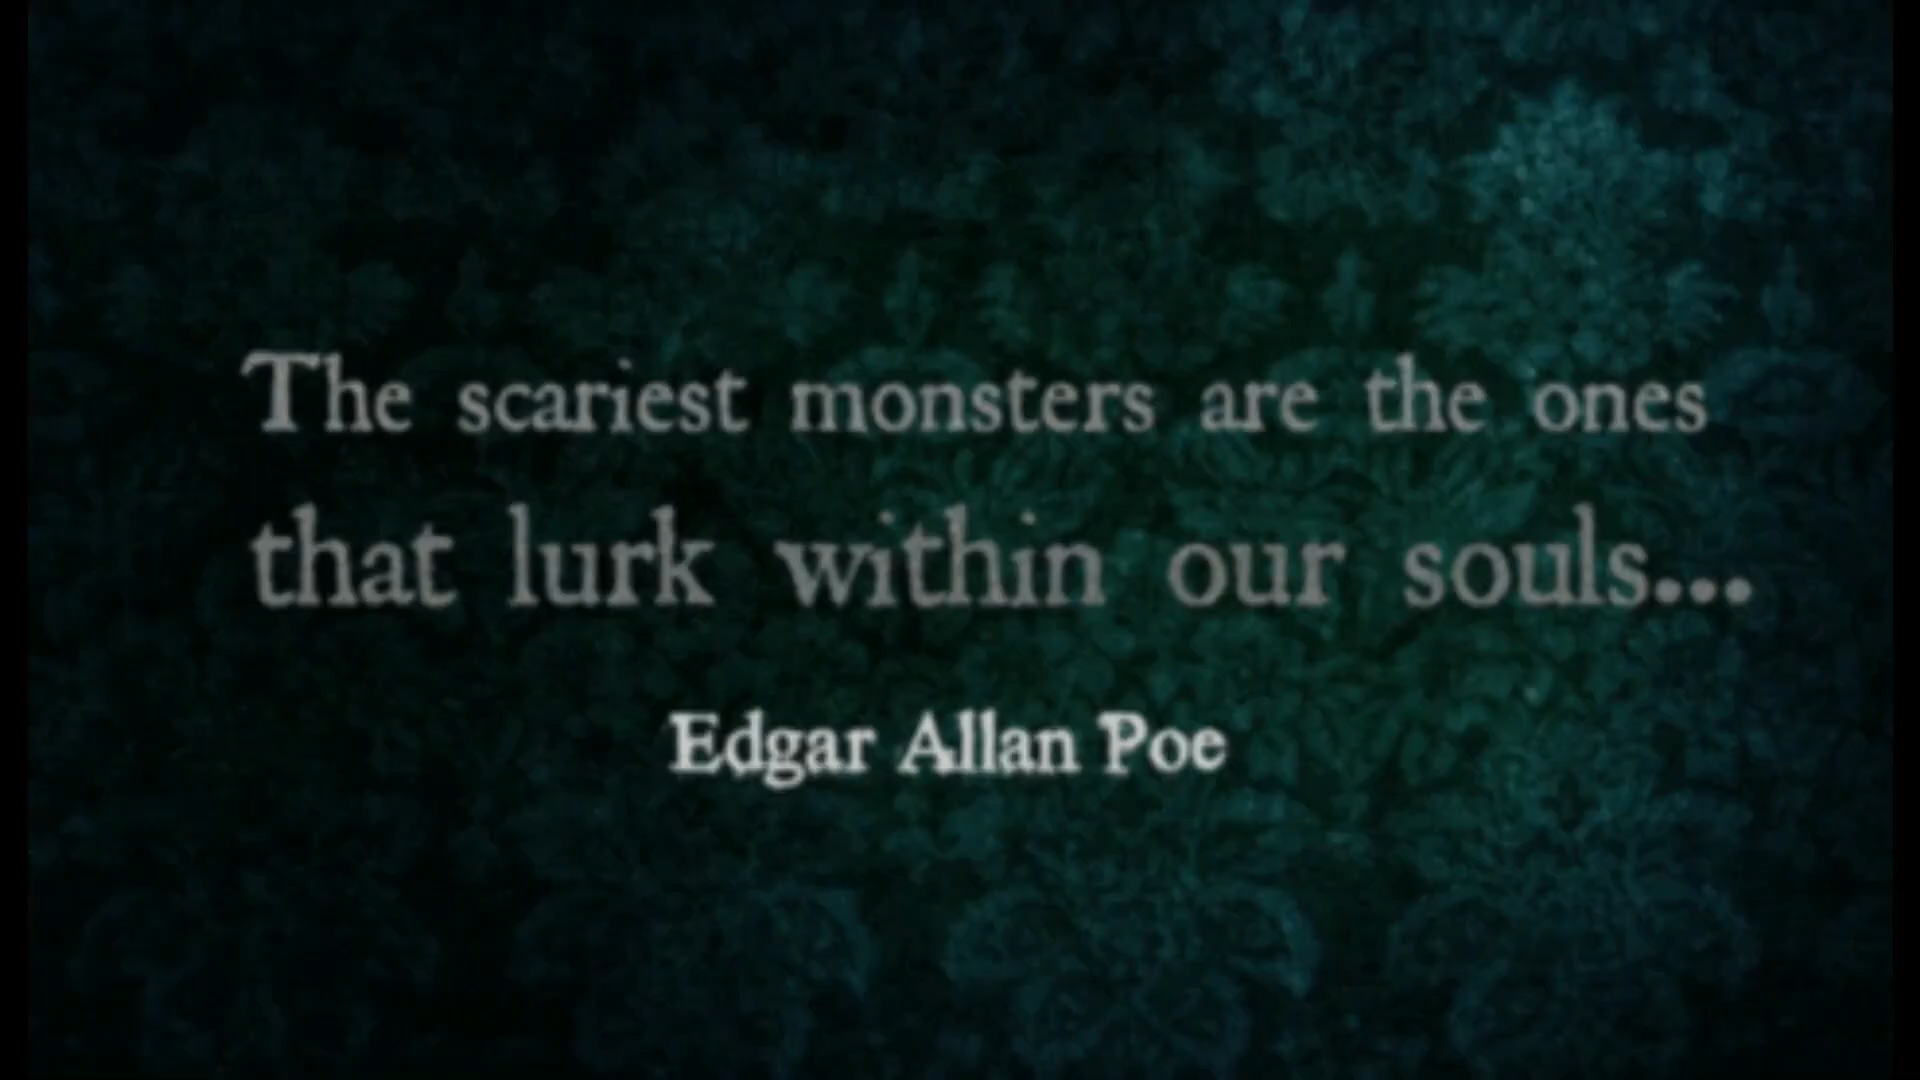 The scariest monsters are the ones
that lurk within our souls...
Edgar Allan Poe